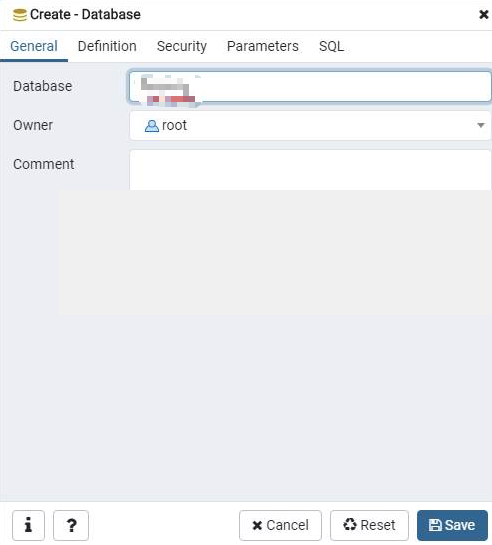 Create - Database
General Definition Security Parameters SQL
Database
Owner root
Comment
i ? Cancel Reset Save